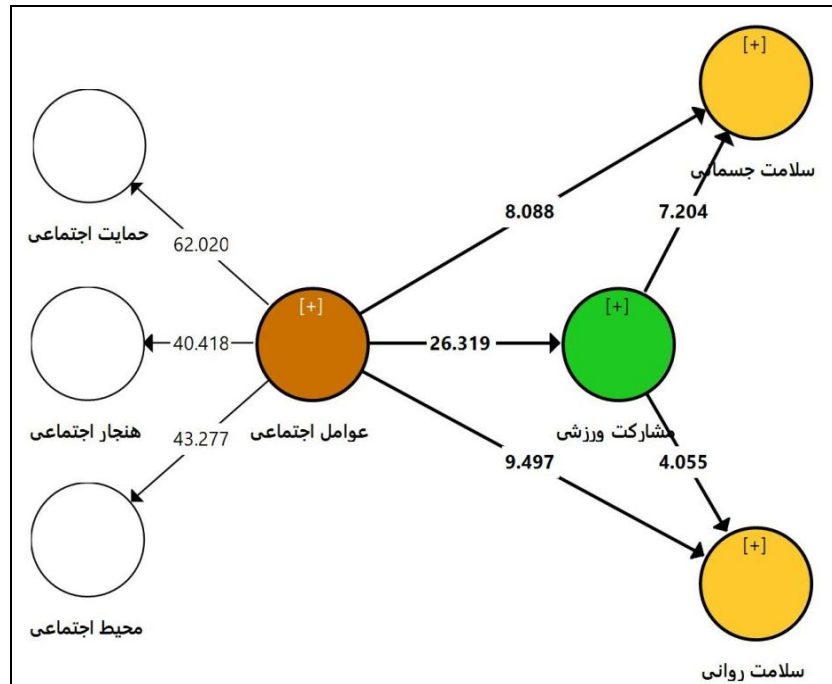 [+]
سلامت جسمانی
حمایت اجتماعی
62.020
8.088
7.204
[+]
[+]
40.418
26.319
هنجار اجتماعی
عوامل اجتماعی
مشارکت ورزشی
43.277
9.497
4.055
[+]
محیط اجتماعی
سلامت روانی